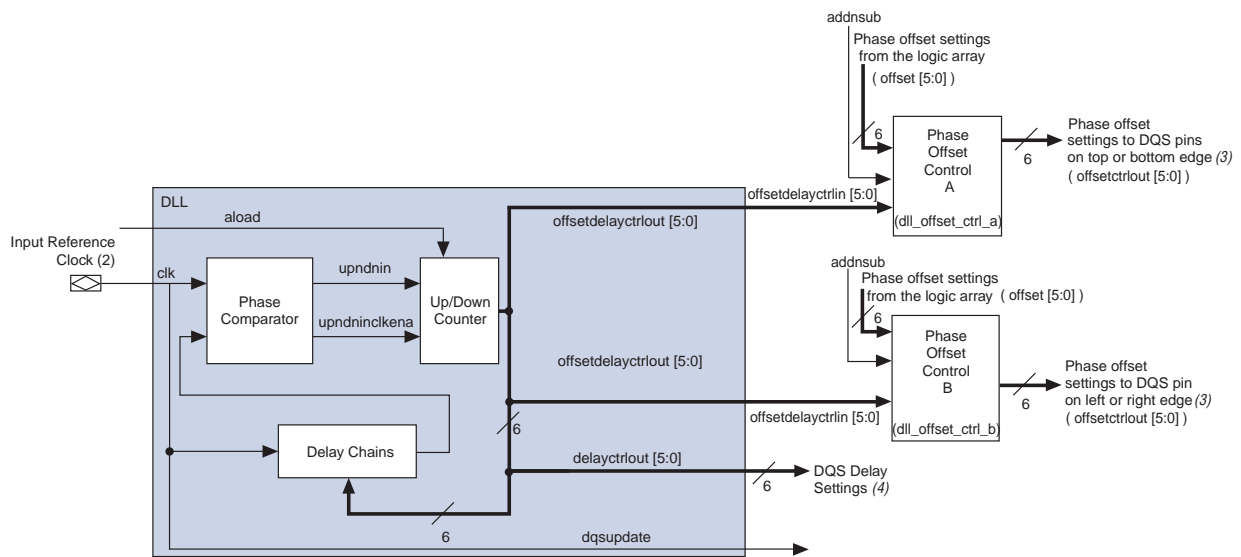 addnsub
Phase offset settings
from the logic array
( offset [5:0] )
6
Phase
Offset
Control
A
(dll_offset_ctrl_a)
6
Phase offset
settings to DQS pins
on top or bottom edge (3)
( offsetctrlout [5:0] )
DLL
aload
offsetdelayctrlout [5:0]
offsetdelayctrlin [5:0]
Input Reference
Clock (2)
clk
Phase
Comparator
upndnin
upndninclkena
Up/Down
Counter
addnsub
Phase offset settings
from the logic array ( offset [5:0] )
6
Phase
Offset
Control
B
(dll_offset_ctrl_b)
6
Phase offset
settings to DQS pin
on left or right edge (3)
( offsetctrlout [5:0] )
offsetdelayctrlout [5:0]
offsetdelayctrlin [5:0]
6
Delay Chains
delayctrlout [5:0]
6
DQS Delay
Settings (4)
6
dqsupdate